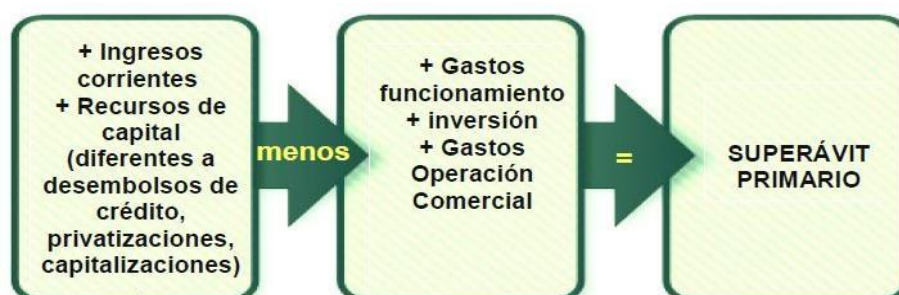 + Ingresos
corrientes
+ Recursos de
capital
(diferentes a
desembolsos de
crédito,
privatizaciones,
capitalizaciones)
menos
+ Gastos
funcionamiento
+ inversión
+ Gastos
Operación
Comercial
=
SUPERÁVIT
PRIMARIO